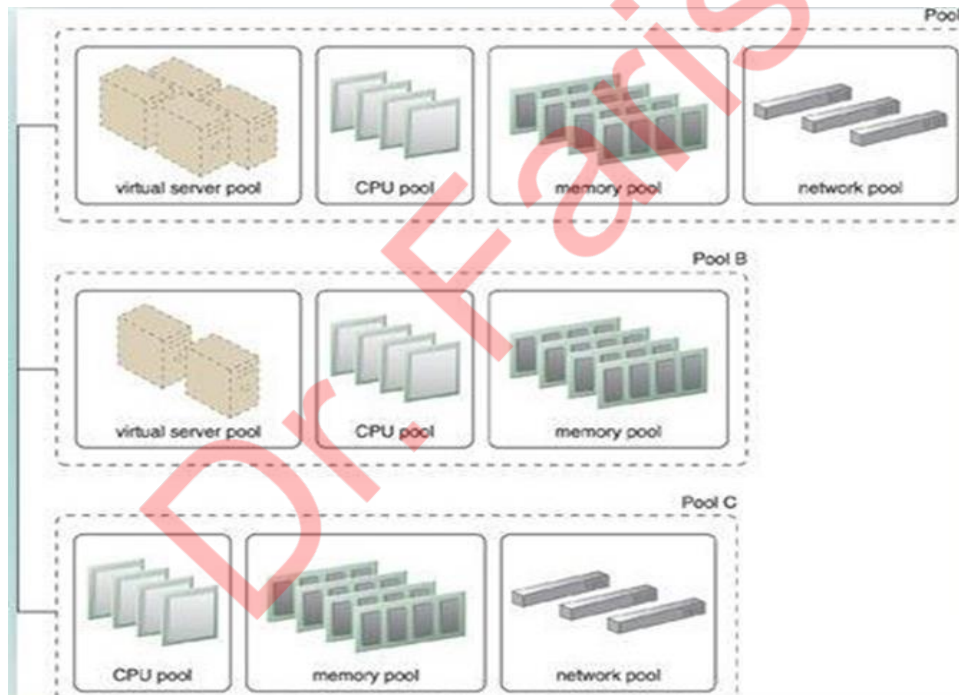 Pool
virtual server pool
CPU pool
memory pool
network pool
Pool B
virtual server pool
CPU pool
memory pool
Pool C
CPU pool
memory pool
network pool
Dr. Faris